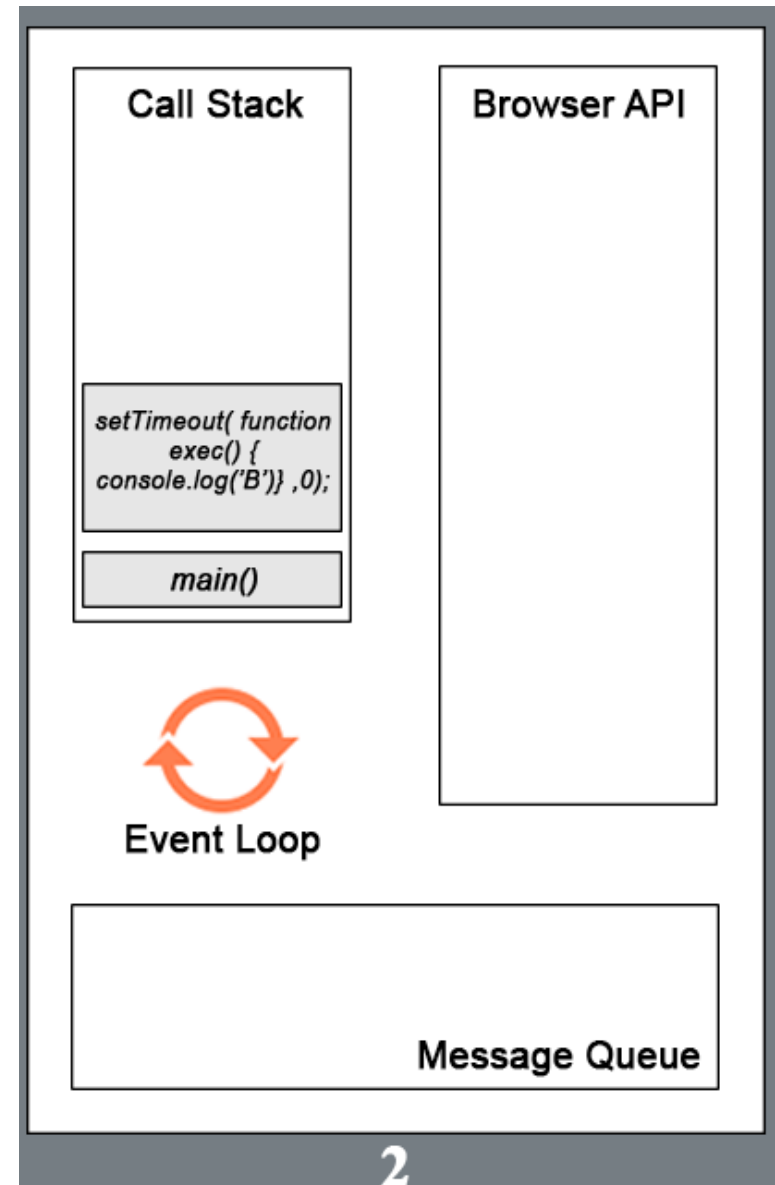 Call Stack
Browser API
setTimeout( function
exec() {
console.log('B')} ,0);
main()
Event Loop
Message Queue
2